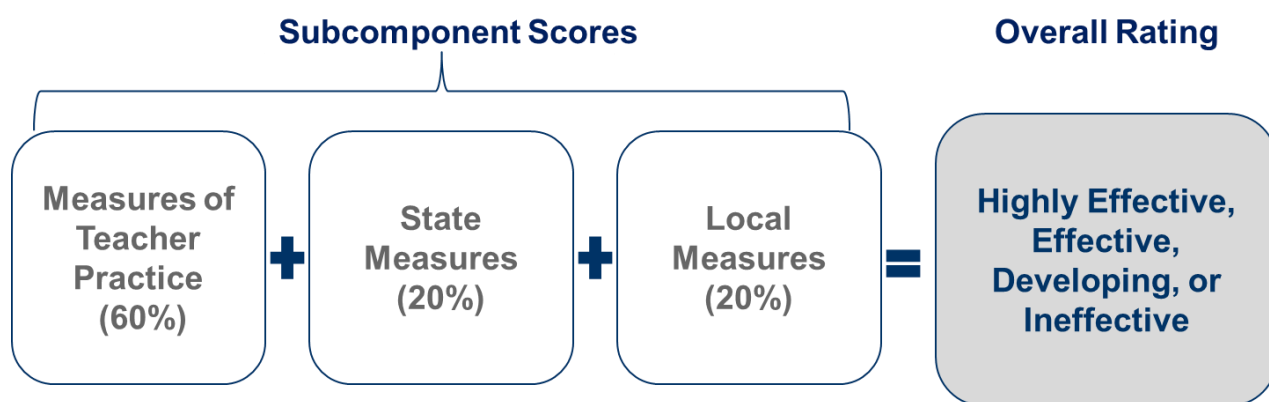 Subcomponent Scores
Overall Rating
Measures of
Teacher
Practice
(60%)
+
State
Measures
(20%)
+
Local
Measures
(20%)
=
Highly Effective,
Effective,
Developing, or
Ineffective